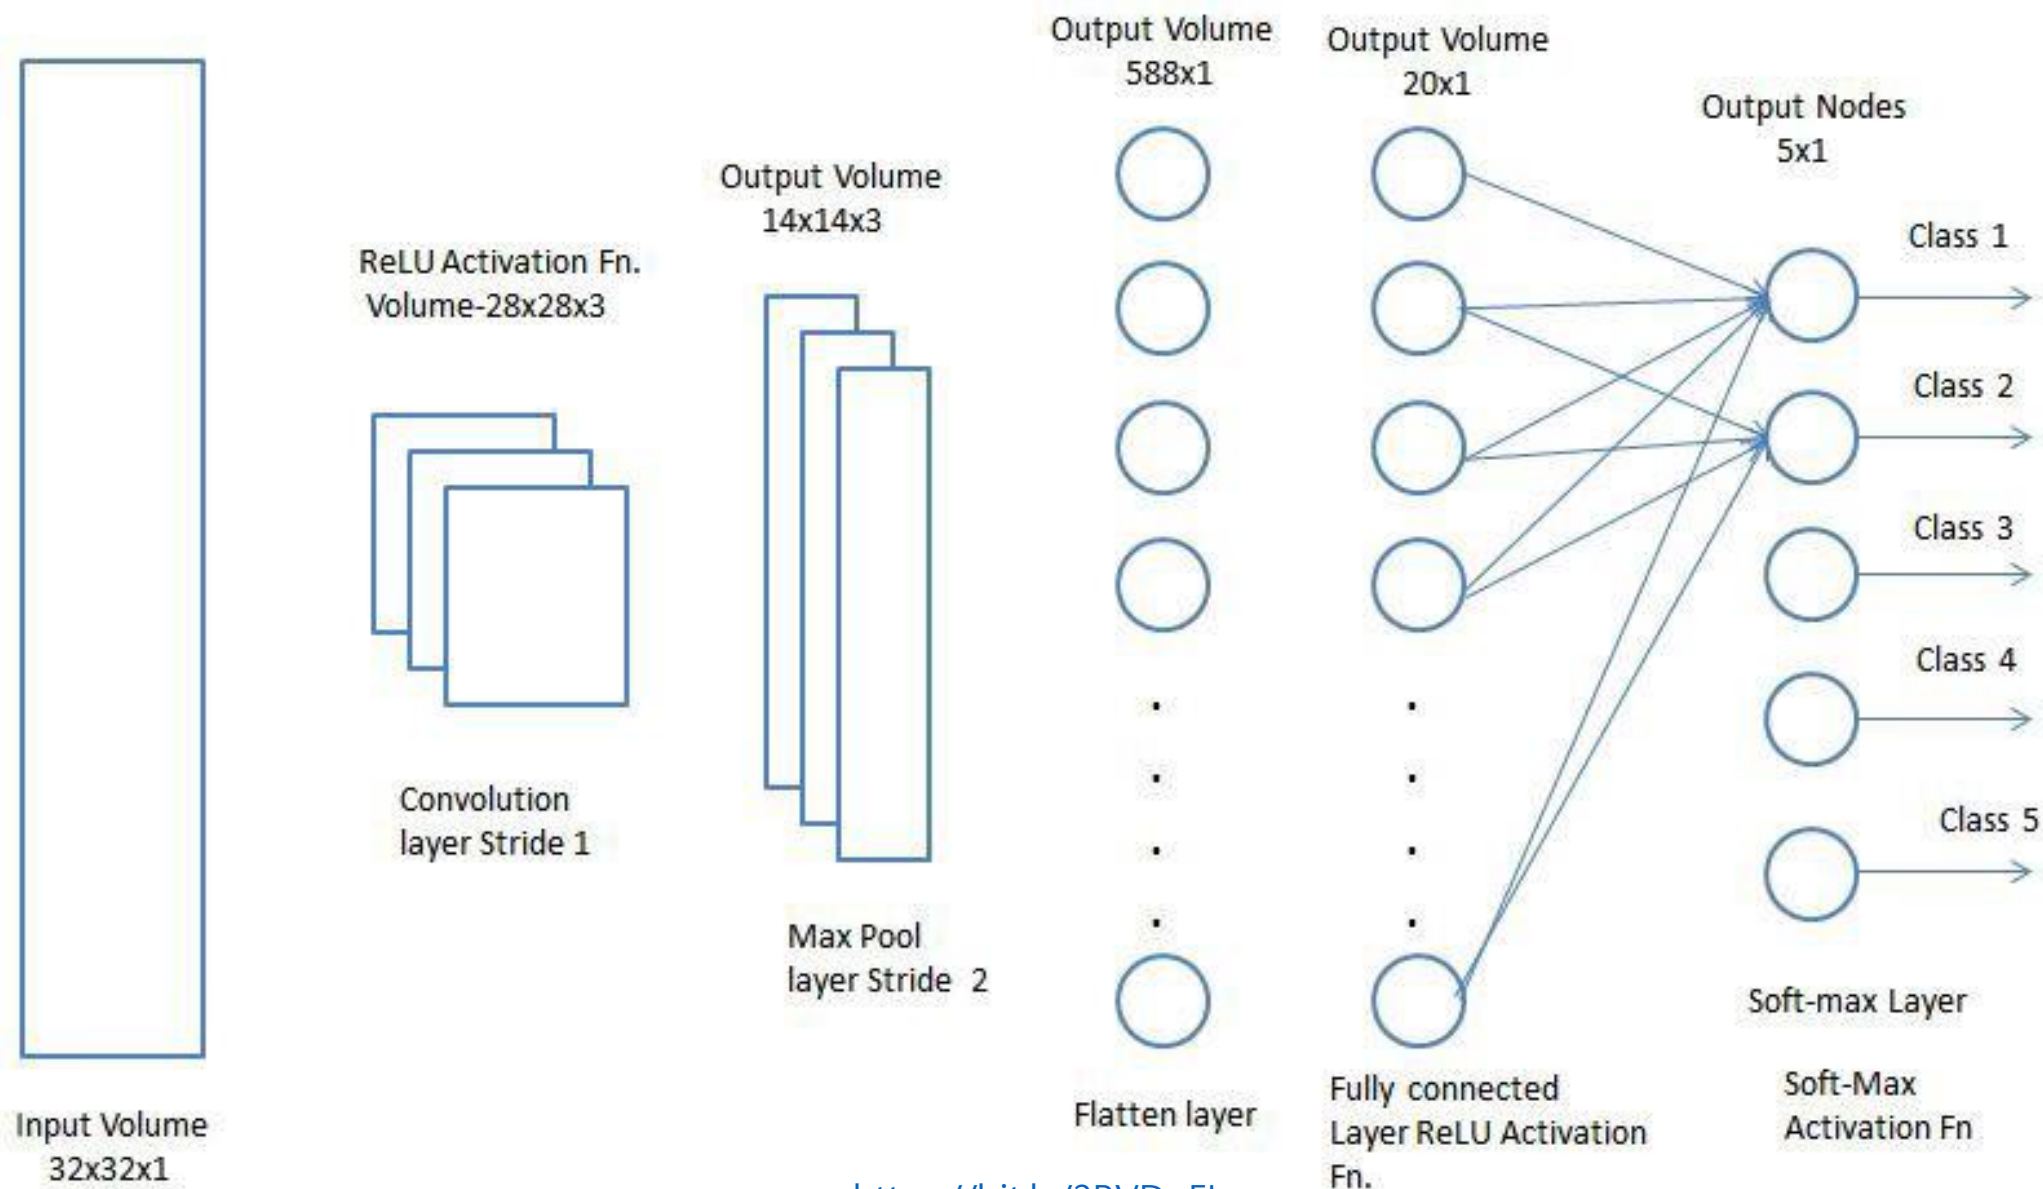 Input Volume
32x32x1
ReLU Activation Fn.
Volume-28x28x3
Convolution
layer Stride 1
Output Volume
14x14x3
Max Pool
layer Stride 2
Output Volume
588x1
Flatten layer
Output Volume
20x1
Fully connected
Layer ReLU Activation
Fn.
Output Nodes
5x1
Class 1
Class 2
Class 3
Class 4
Class 5
Soft-max Layer
Soft-Max
Activation Fn